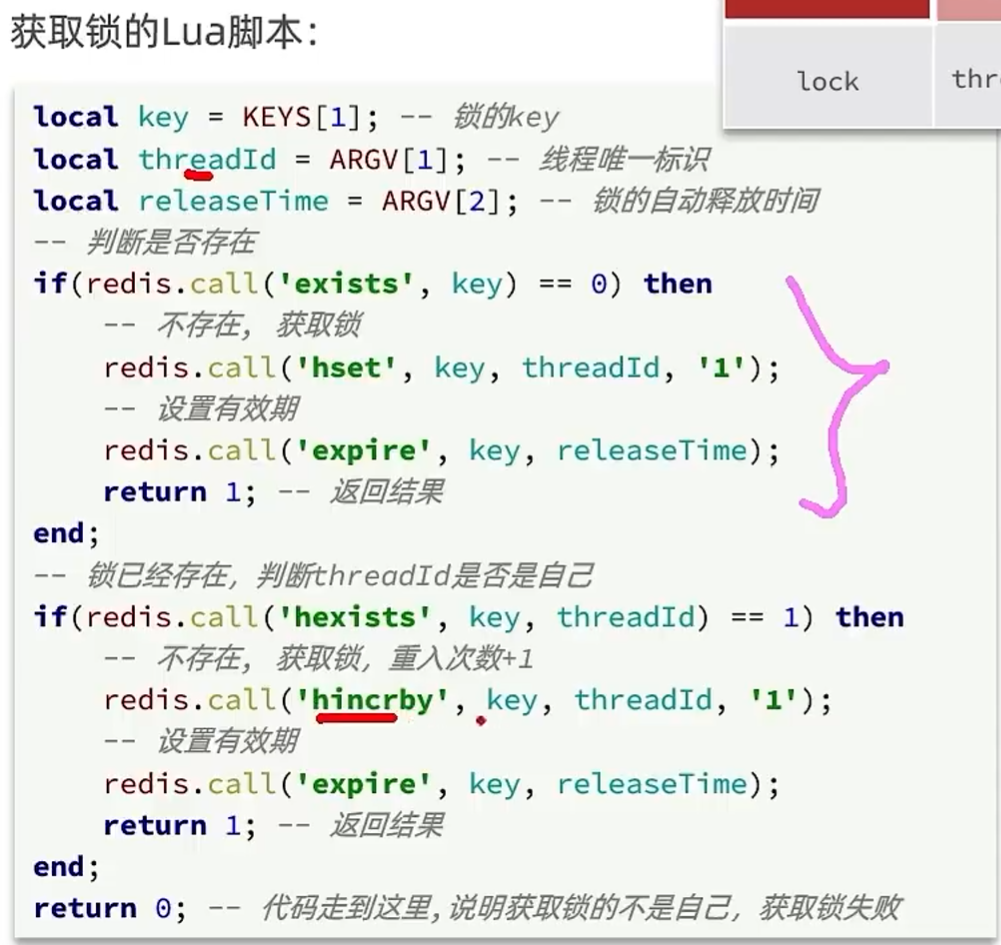 获取锁的Lua脚本：
lock
local key = KEYS[1]; -- 锁的key
local threadId = ARGV[1]; -- 线程唯一标识
local releaseTime = ARGV[2]; -- 锁的自动释放时间
-- 判断是否存在
if(redis.call('exists', key) == 0) then
-- 不存在, 获取锁
redis.call('hset', key, threadId, '1');
-- 设置有效期
redis.call('expire', key, releaseTime);
return 1; -- 返回结果
end;
-- 锁已经存在，判断threadId是否是自己
if(redis.call('hexists', key, threadId) == 1) then
-- 不存在, 获取锁，重入次数+1
redis.call('hincrby', key, threadId, '1');
-- 设置有效期
redis.call('expire', key, releaseTime);
return 1; -- 返回结果
end;
return 0; -- 代码走到这里,说明获取锁的不是自己，获取锁失败